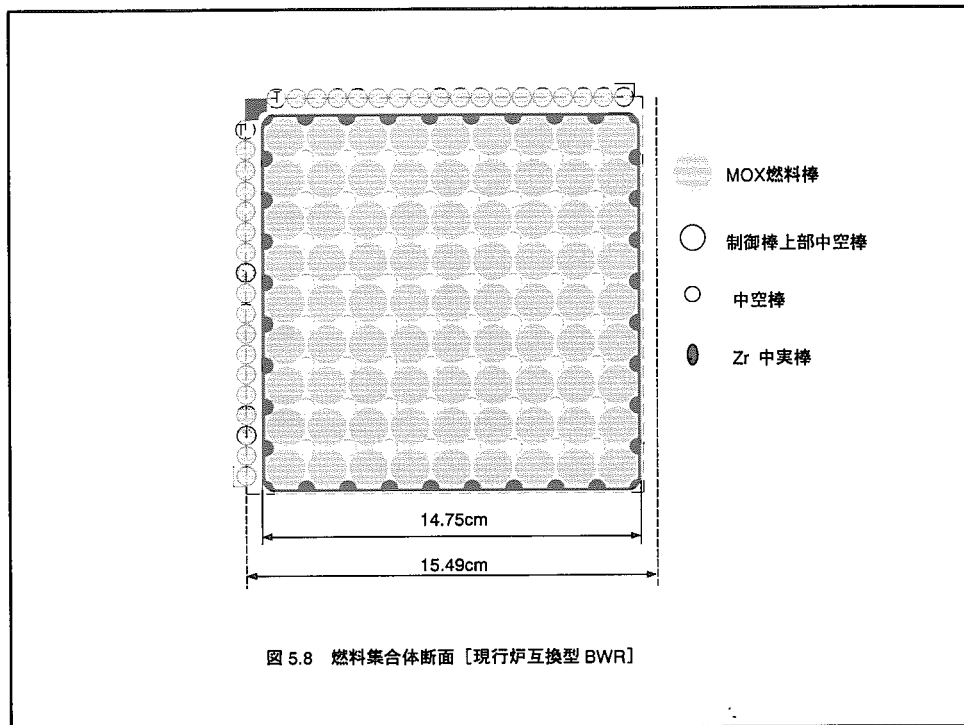 MOX燃料棒
制御棒上部中空棒
中空棒
Zr 中実棒
14.75cm
15.49cm
図 5.8 燃料集合体断面［現行炉互換型 BWR］